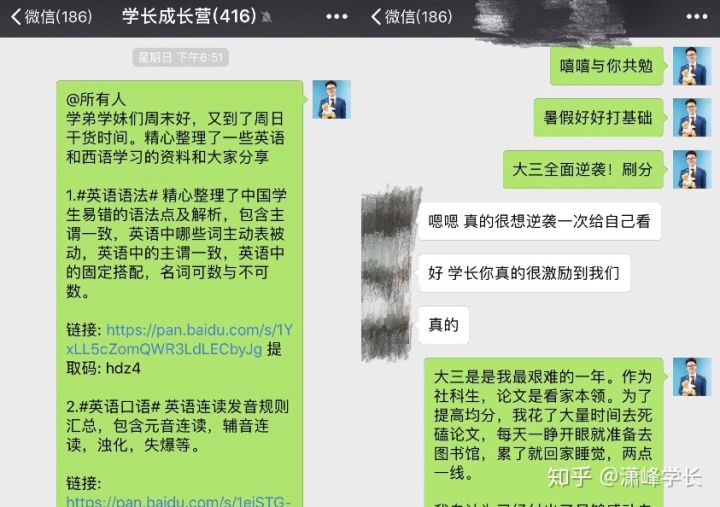 微信(186)
学长成长营(416)
星期日 下午6:51
@所有人
学弟学妹们周末好，又到了周日
干货时间。精心整理了一些英语
和西语学习的资料和大家分享
1.#英语语法# 精心整理了中国学
生易错的语法点及解析，包含主
谓一致，英语中哪些词主动表被
动，英语中的主谓一致，英语中
的固定搭配，名词可数与不可
数。
链接: https://pan.baidu.com/s/1Y
xLL5cZomQWR3LdLECbyJg 提
取码: hdz4
2.#英语口语# 英语连读发音规则
汇总，包含元音连读，辅音连
读，浊化，失爆等。
链接:
https://pan.baidu.com/s/1eiSTG-
微信(186)
嘻嘻与你共勉
暑假好好打基础
大三全面逆袭！刷分
嗯嗯 真的很想逆袭一次给自己看
好 学长你真的很激励到我们
真的
大三是是我最艰难的一年。作为
社科生，论文是看家本领。为了
提高均分，我花了大量时间去死
磕论文，每天一睁开眼就准备去
图书馆，累了就回家睡觉，两点
一线。
知乎 @潇峰学长